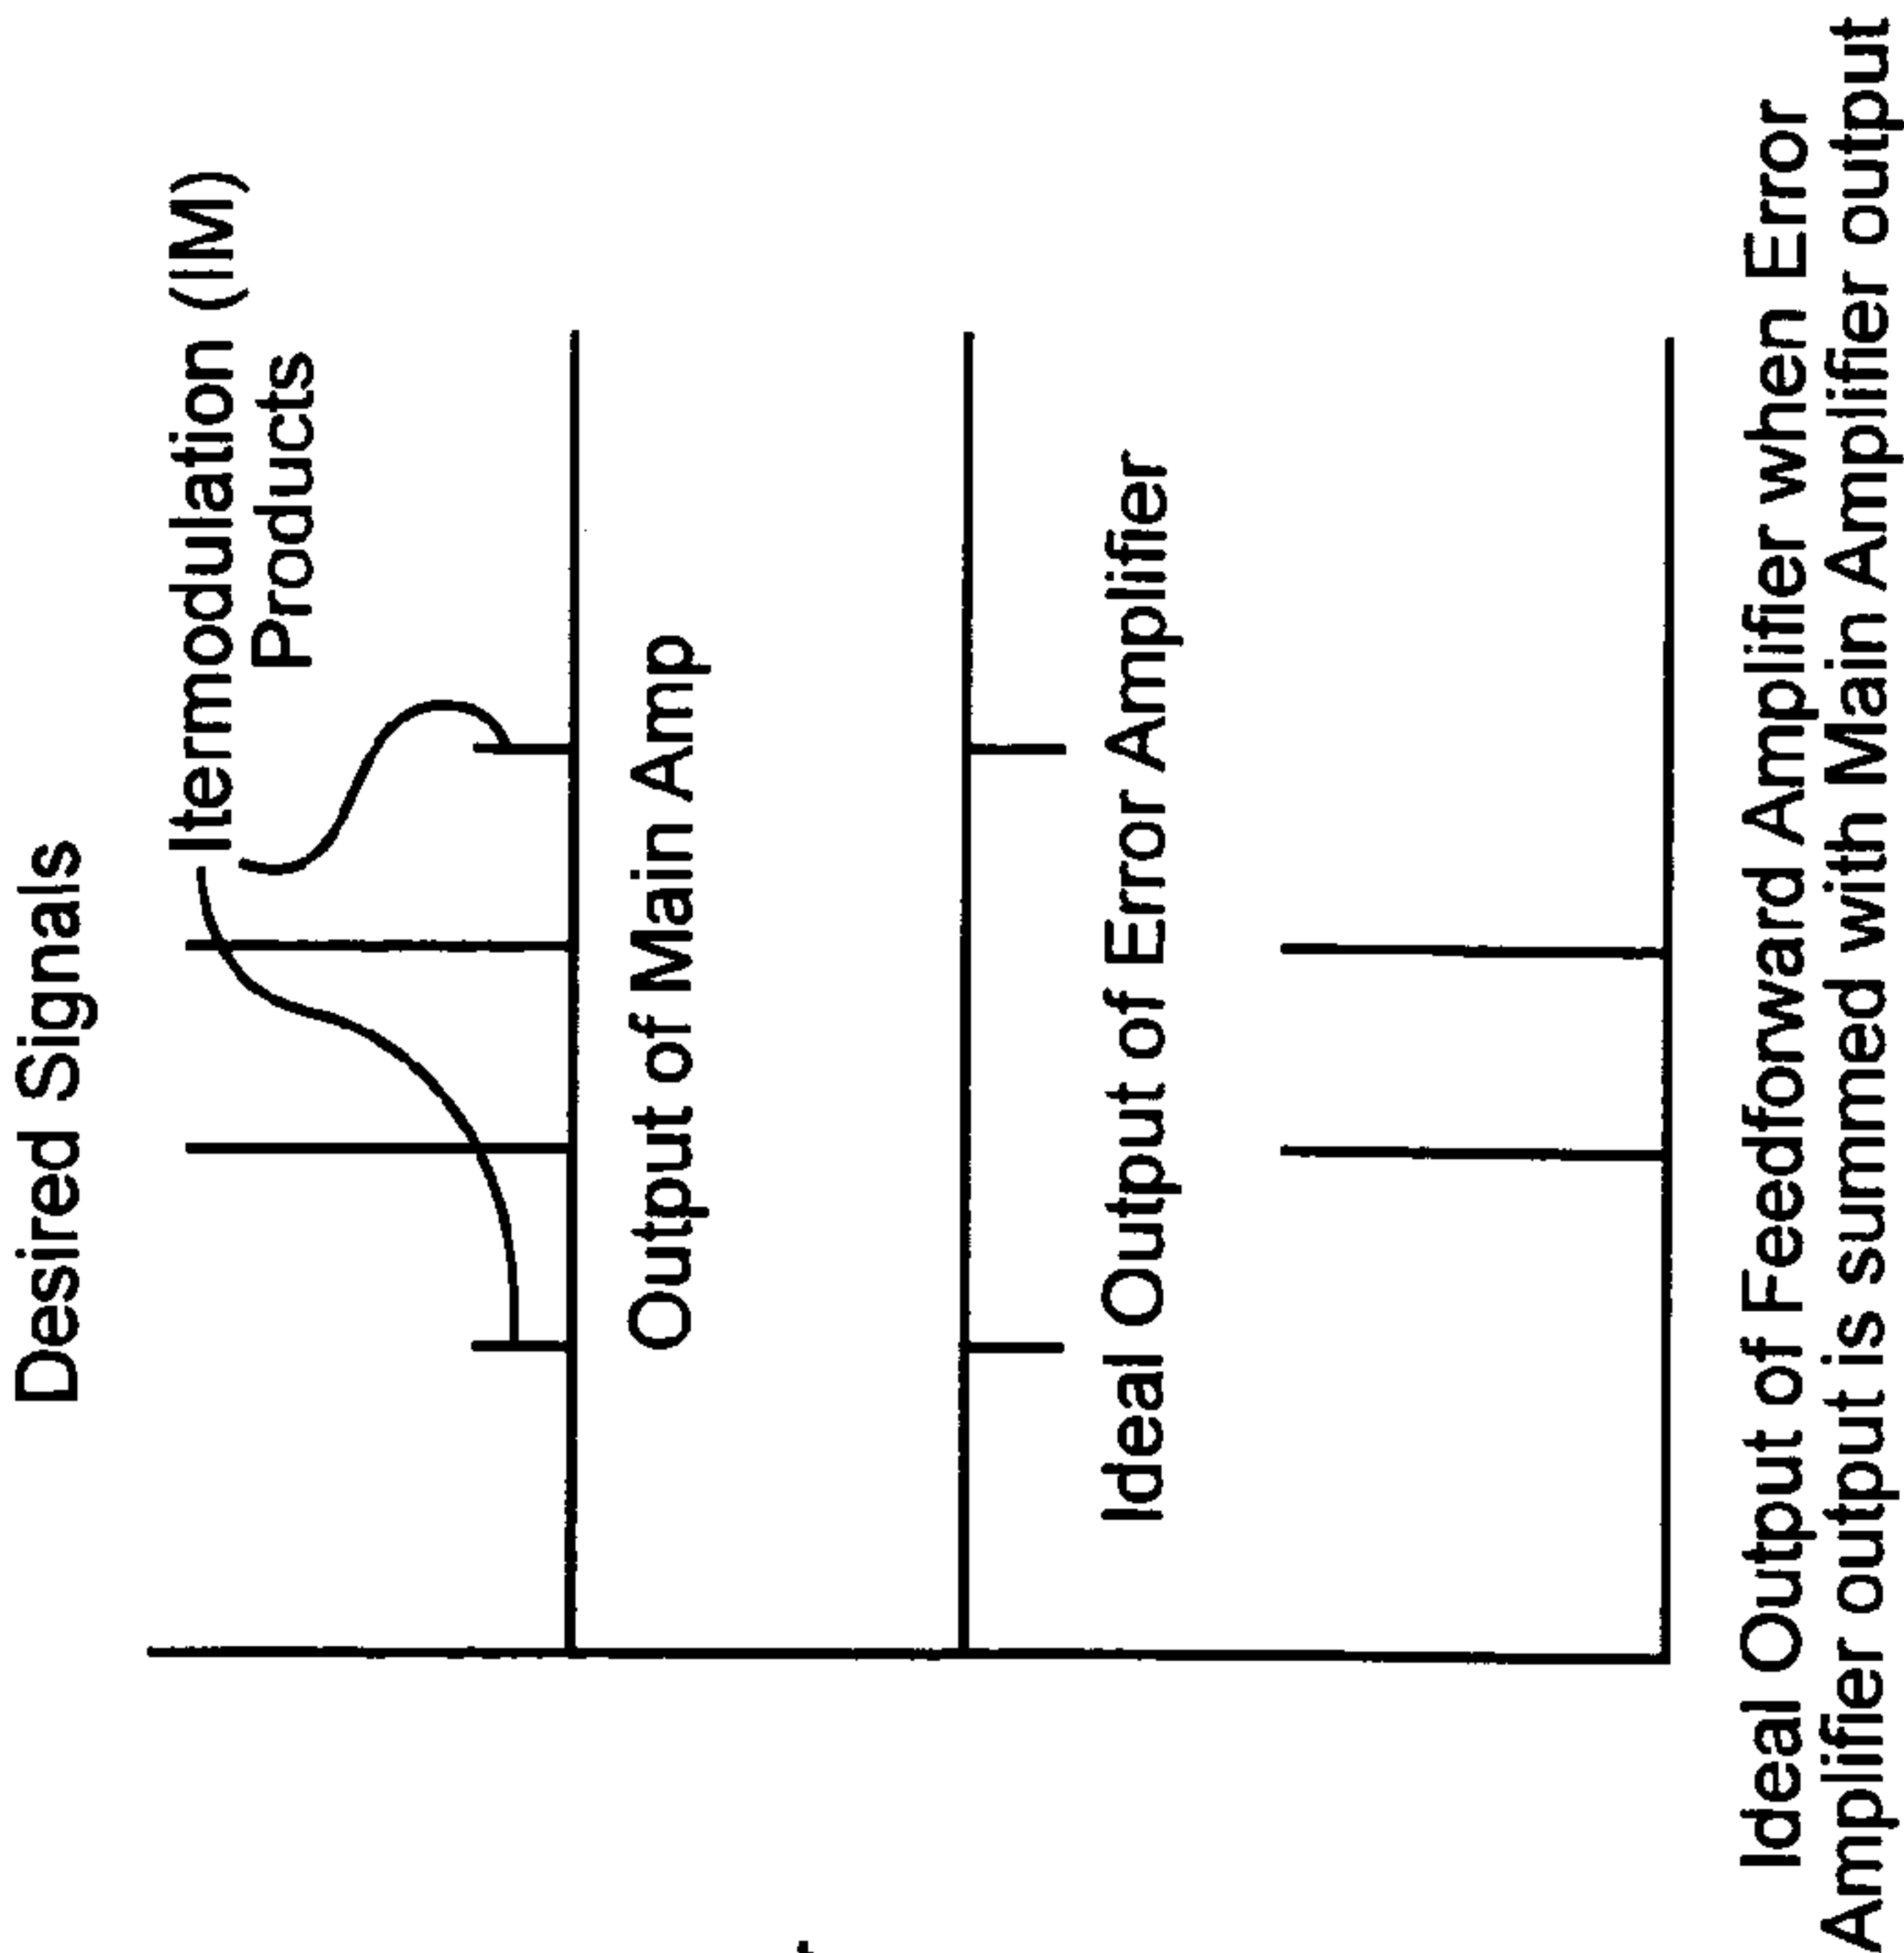 Desired Signals
Itermodulation (IM)
Products
Output of Main Amp
Ideal Output of Error Amplifier
Ideal Output of Feedforward Amplifier when Error
Amplifier output is summed with Main Amplifier output